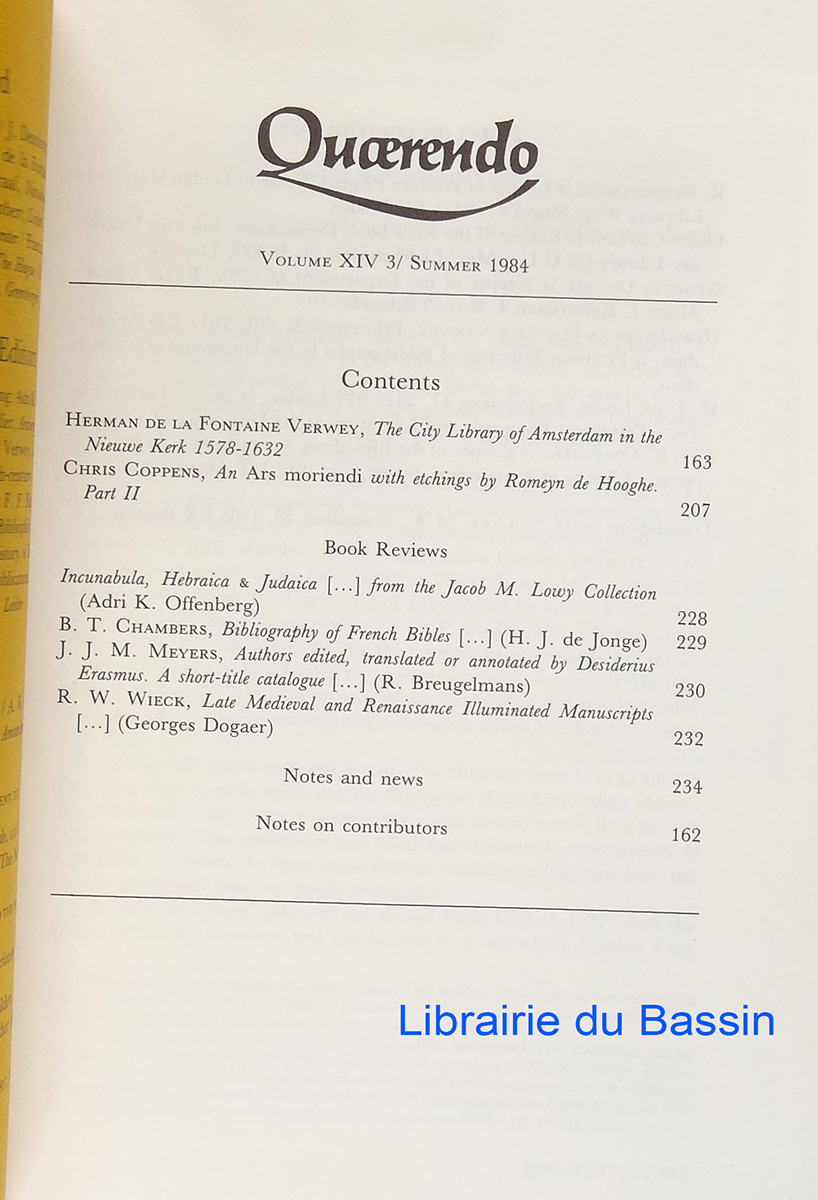 Quærendo
Volume XIV 3/ Summer 1984
Contents
Herman de la Fontaine Verwey, The City Library of Amsterdam in the
Nieuwe Kerk 1578-1632 163
Chris Coppens, An Ars moriendi with etchings by Romeyn de Hooghe.
Part II 207
Book Reviews
Incunabula, Hebraica & Judaica [...] from the Jacob M. Lowy Collection
(Adri K. Offenberg) 228
B. T. Chambers, Bibliography of French Bibles [...] (H. J. de Jonge) 229
J. J. M. Meyers, Authors edited, translated or annotated by Desiderius
Erasmus. A short-title catalogue [...] (R. Breugelmans) 230
R. W. Wieck, Late Medieval and Renaissance Illuminated Manuscripts
[...] (Georges Dogaer) 232
Notes and news 234
Notes on contributors 162
Librairie du Bassin